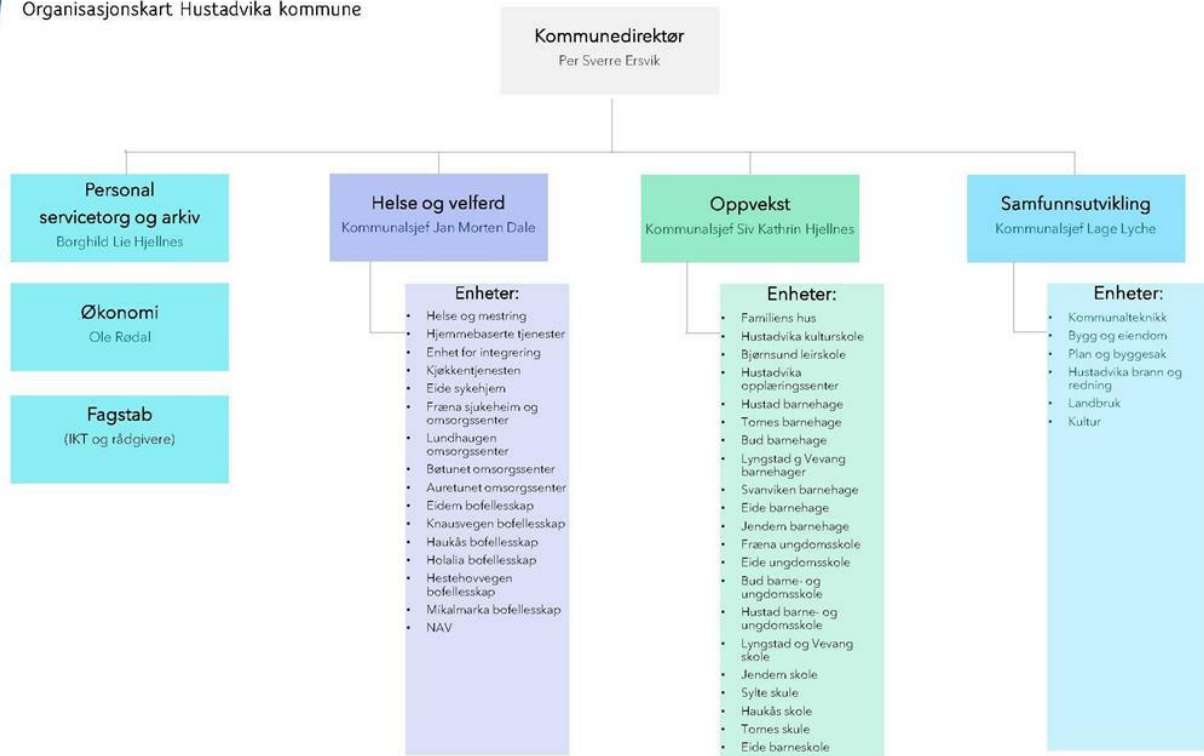 Organisasjonskart Hustadvika kommune
Kommunedirektør
Per Sverre Ersvik
Personal
servicetorg og arkiv
Borghild Lie Hjellnes
Økonomi
Ole Rødal
Fagstab
(IKT og rådgivere)
Helse og velferd
Kommunalsjef Jan Morten Dale
Enheter:
• Helse og mestring
• Hjemmebaserte tjenester
• Enhet for integrering
• Kjøkkentjenesten
• Eide sykehjem
• Fræna sjukeheim og
omsorgssenter
• Lundhaugen
omsorgssenter
• Bøtunet omsorgssenter
• Auretunet omsorgssenter
• Eidem bofellesskap
• Knausvegen bofellesskap
• Haukås bofellesskap
• Holalia bofellesskap
• Hestehovvegen
bofellesskap
• Mikalmarka bofellesskap
• NAV
Oppvekst
Kommunalsjef Siv Kathrin Hjellnes
Enheter:
• Familiens hus
• Hustadvika kulturskole
• Bjørnsund leirskole
• Hustadvika
opplæringssenter
• Hustad barnehage
• Tornes barnehage
• Bud barnehage
• Lyngstad g Vevang
barnehager
• Svanviken barnehage
• Eide barnehage
• Jendem barnehage
• Fræna ungdomsskole
• Eide ungdomsskole
• Bud barne- og
ungdomsskole
• Hustad barne- og
ungdomsskole
• Lyngstad og Vevang
skole
• Jendem skole
• Sylte skule
• Haukås skole
• Tornes skule
• Eide barneskole
Samfunnsutvikling
Kommunalsjef Lage Lyche
Enheter:
• Kommunalteknikk
• Bygg og eiendom
• Plan og byggesak
• Hustadvika brann og
redning
• Landbruk
• Kultur